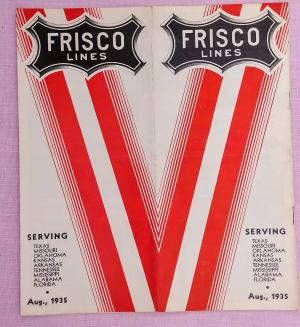 FRISCO
LINES
FRISCO
LINES
SERVING
TEXAS
MISSOURI
OKLAHOMA
KANSAS
ARKANSAS
TENNESSEE
MISSISSIPPI
ALABAMA
FLORIDA
Aug., 1935
SERVING
TEXAS
MISSOURI
OKLAHOMA
KANSAS
ARKANSAS
TENNESSEE
MISSISSIPPI
ALABAMA
FLORIDA
Aug., 1935